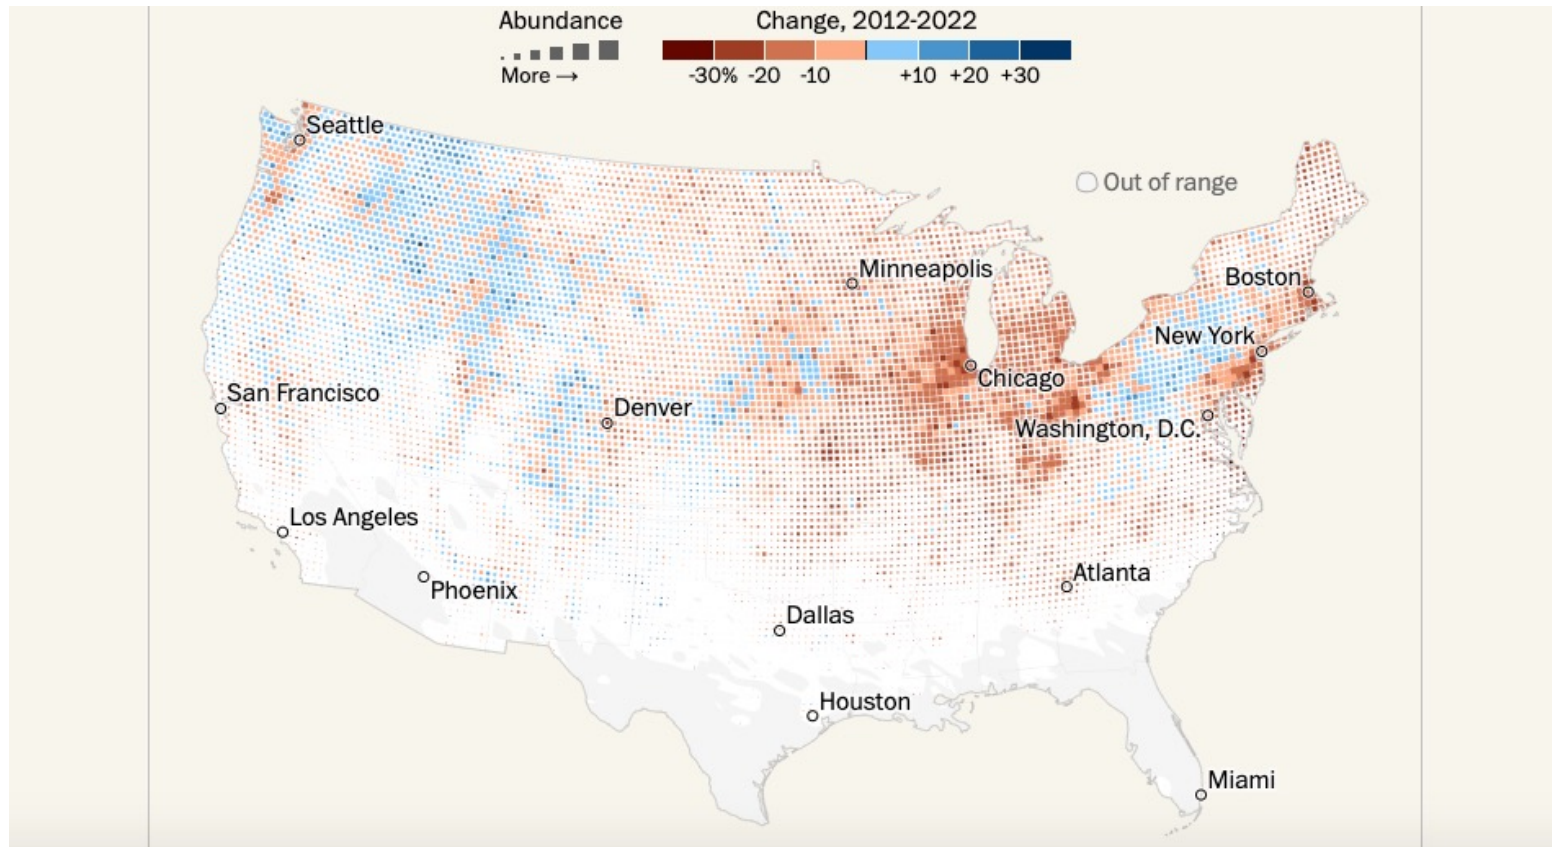 Abundance
More →
Change, 2012-2022
-30% -20 -10 +10 +20 +30
Seattle
Out of range
Minneapolis
Boston
New York
Chicago
San Francisco
Denver
Washington, D.C.
Los Angeles
Phoenix
Atlanta
Dallas
Houston
Miami